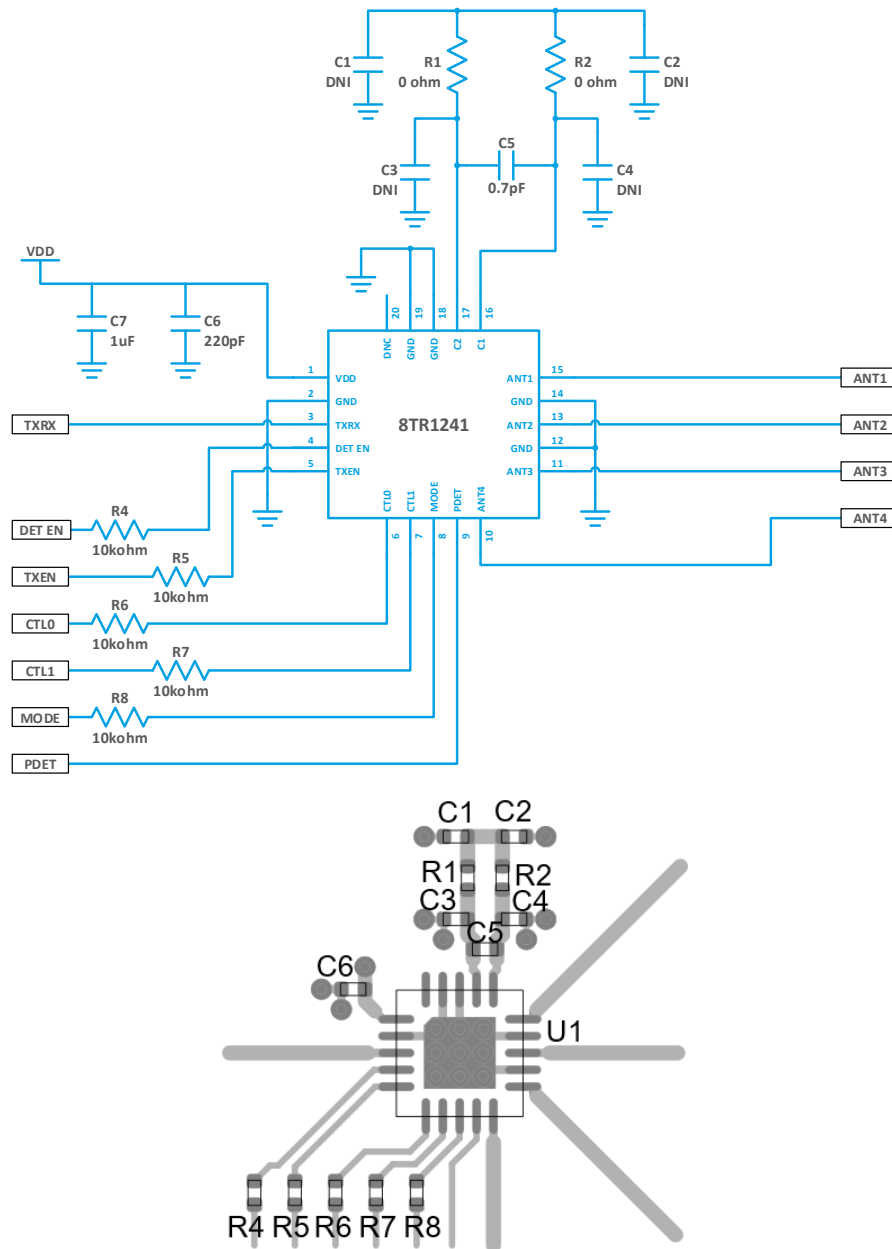 C1
DNI
R1
0 ohm
R2
0 ohm
C2
DNI
C3
DNI
C5
0.7pF
C4
DNI
VDD
C7
1uF
C6
220pF
20
19
18
17
16
DNC
GND
GND
C2
C1
1
VDD
2
GND
3
TXRX
4
DET EN
5
TXEN
8TR1241
15
ANT1
14
GND
13
ANT2
12
GND
11
ANT3
CTL0
CTL1
MODE
PDET
ANT4
6
7
8
9
10
ANT1
ANT2
ANT3
ANT4
TXRX
DET EN
R4
10kohm
TXEN
R5
10kohm
CTL0
R6
10kohm
CTL1
R7
10kohm
MODE
R8
10kohm
PDET
C1 C2
R1 R2
C3 C4
C5
C6
U1
R4 R5 R6 R7 R8